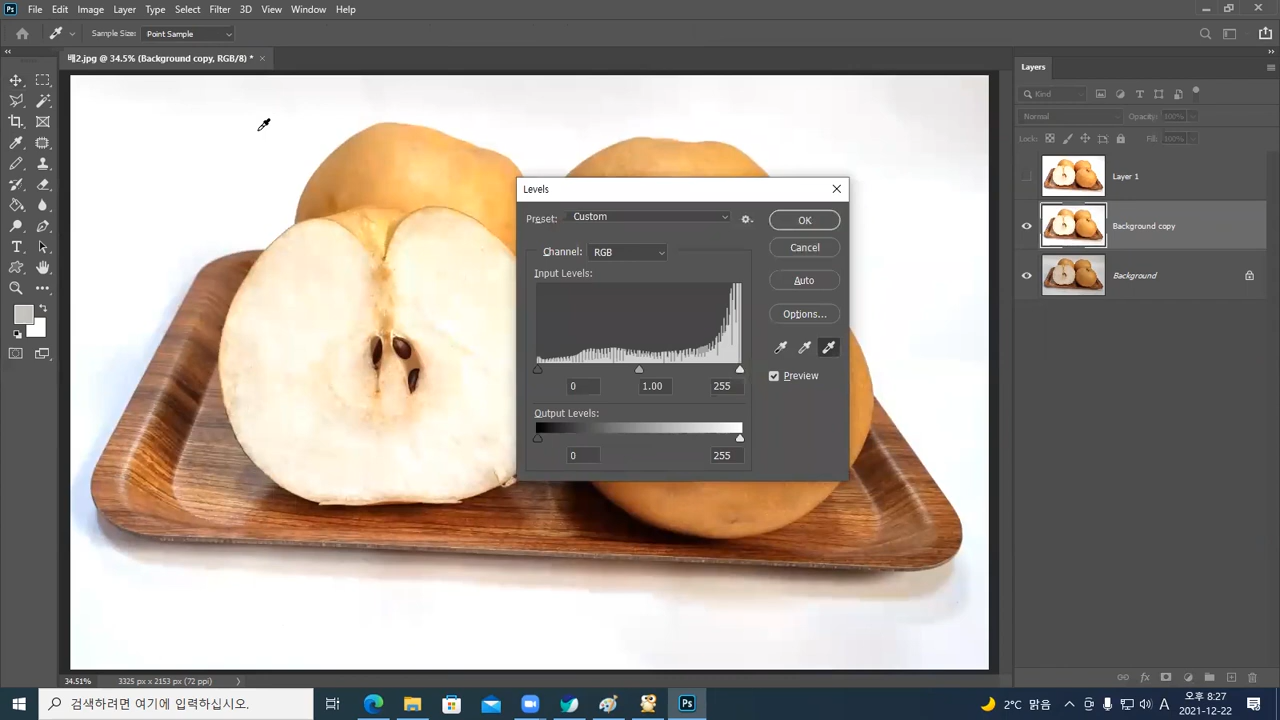 Ps File Edit Image Layer Type Select Filter 3D View Window Help
Sample Size: Point Sample
배2.jpg @ 34.5% (Background copy, RGB/8) * ×
Layers
Kind
Normal Opacity: 100%
Lock: Fill: 100%
Layer 1
Background copy
Background
Levels
Preset: Custom
OK
Channel: RGB
Cancel
Input Levels:
Auto
Options...
Preview
0 1.00 255
Output Levels:
0 255
34.51% 3325 px x 2153 px (72 ppi)
검색하려면 여기에 입력하십시오.
Ps
2°C 맑음
A
오후 8:27
2021-12-22